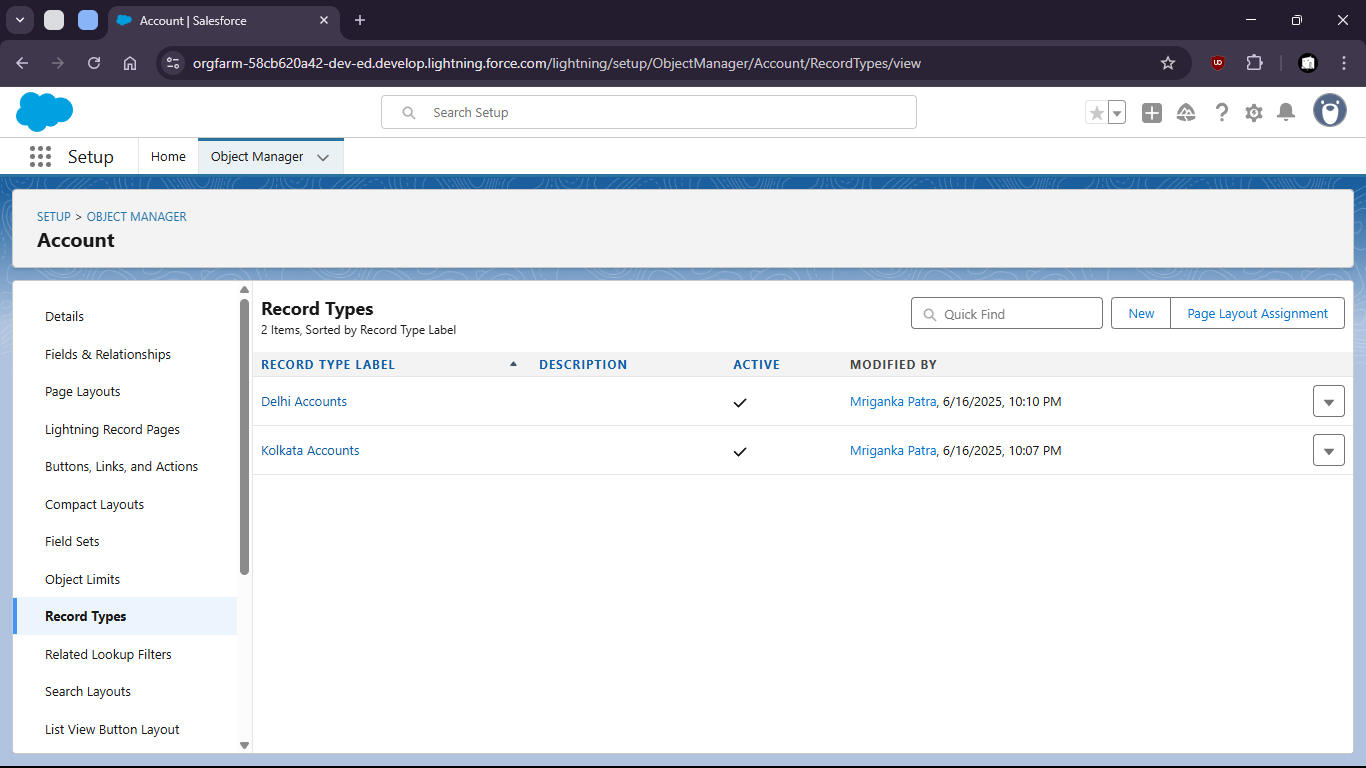 Account | Salesforce
orgfarm-58cb620a42-dev-ed.develop.lightning.force.com/lightning/setup/ObjectManager/Account/RecordTypes/view
Search Setup
Setup
Home
Object Manager
SETUP > OBJECT MANAGER
Account
Details
Fields & Relationships
Page Layouts
Lightning Record Pages
Buttons, Links, and Actions
Compact Layouts
Field Sets
Object Limits
Record Types
Related Lookup Filters
Search Layouts
List View Button Layout
Record Types
2 Items, Sorted by Record Type Label
Quick Find
New
Page Layout Assignment
RECORD TYPE LABEL DESCRIPTION ACTIVE MODIFIED BY
Delhi Accounts Mriganka Patra, 6/16/2025, 10:10 PM
Kolkata Accounts Mriganka Patra, 6/16/2025, 10:07 PM